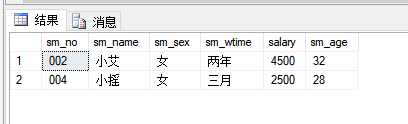 结果 消息
sm_no sm_name sm_sex sm_wtime salary sm_age
1 002 小艾 女 两年 4500 32
2 004 小摇 女 三月 2500 28